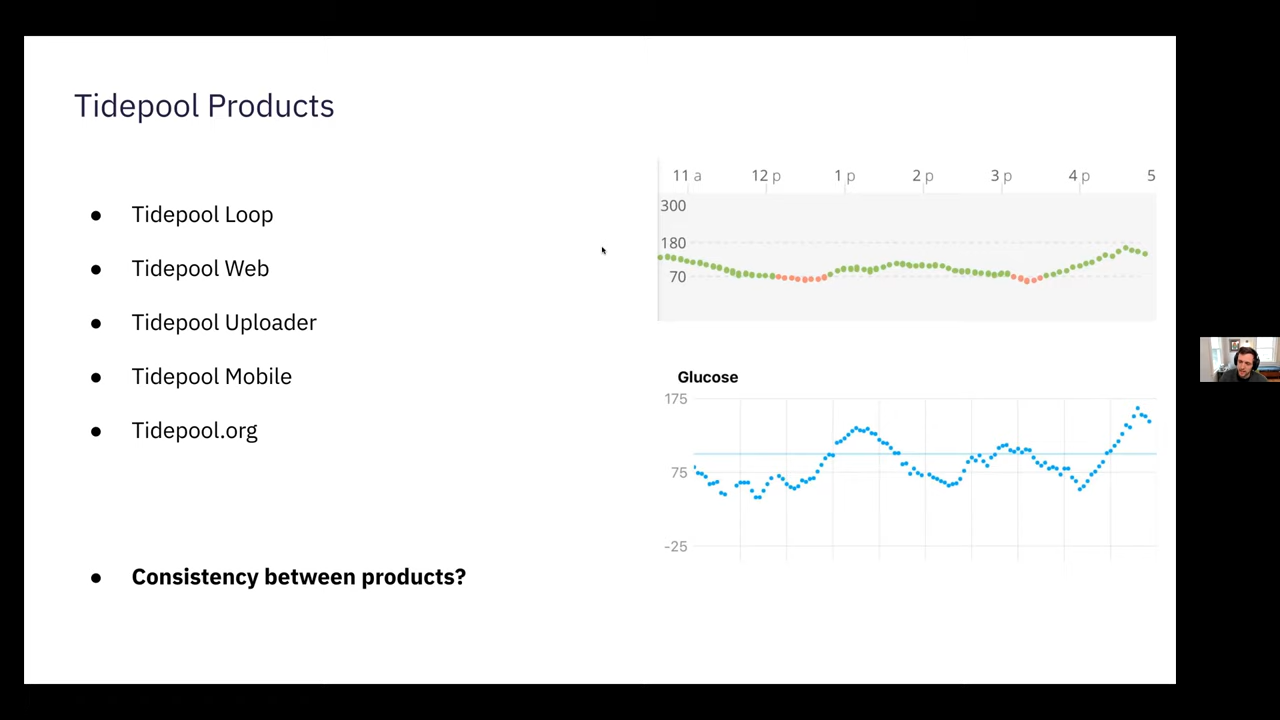 Tidepool Products
● Tidepool Loop
● Tidepool Web
● Tidepool Uploader
● Tidepool Mobile
● Tidepool.org
● Consistency between products?
11 a 12 p 1 p 2 p 3 p 4 p 5
300
180
70
Glucose
175
75
-25